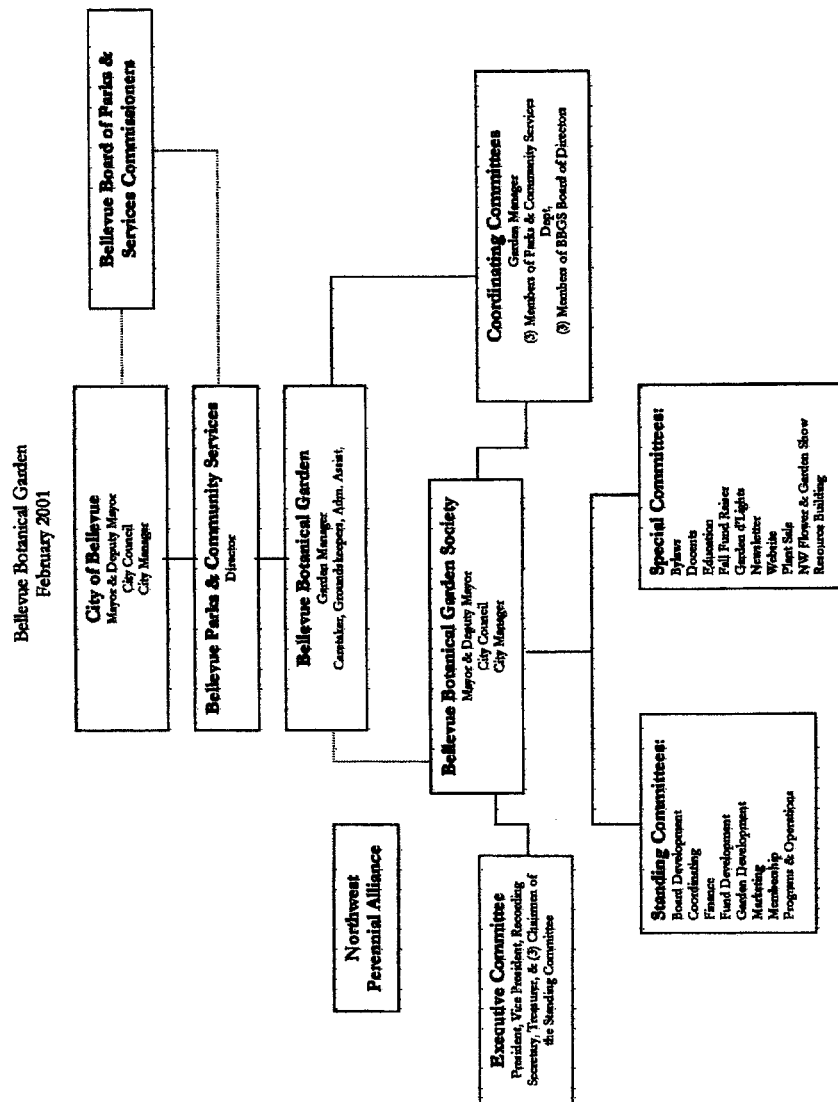 Bellevue Botanical Garden
February 2001
City of Bellevue
Mayor & Deputy Mayor
City Council
City Manager
Bellevue Board of Parks &
Services Commissioners
Bellevue Parks & Community Services
Director
Bellevue Botanical Garden
Garden Manager
Caretaker, Groundskeepers, Adm. Assist.
Northwest
Perennial Alliance
Bellevue Botanical Garden Society
Mayor & Deputy Mayor
City Council
City Manager
Coordinating Committees
Garden Manager
(3) Members of Parks & Community Services
Dept.
(3) Members of BBGS Board of Directors
Executive Committee
President, Vice President, Recording
Secretary, Treasurer, & (3) Chairmen of
the Standing Committee
Standing Committees:
Board Development
Coordinating
Finance
Fund Development
Garden Development
Marketing
Membership
Programs & Operations
Special Committees:
Bylaws
Docents
Education
Fall Fund Raiser
Garden d'Lights
Newsletter
Website
Plant Sale
NW Flower & Garden Show
Resource Building